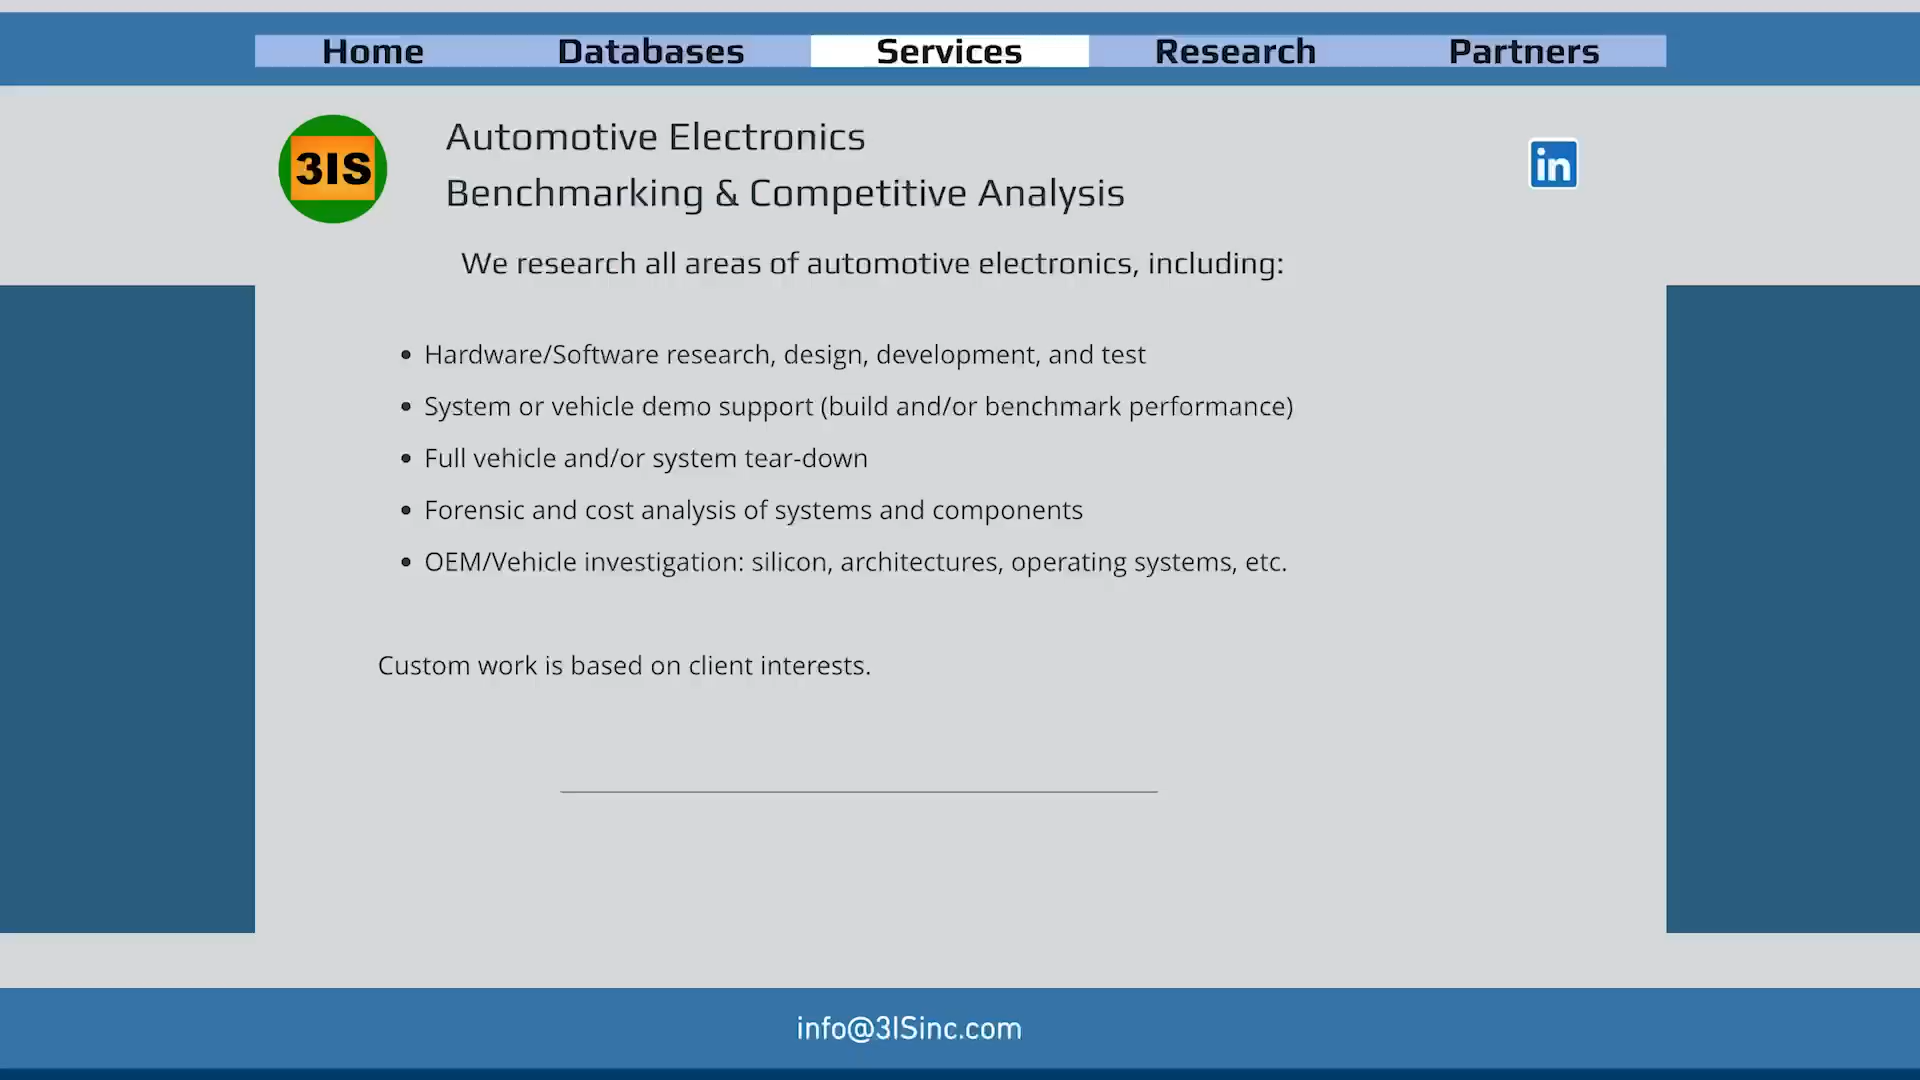 Home Databases Services Research Partners
3IS
Automotive Electronics
Benchmarking & Competitive Analysis
in
We research all areas of automotive electronics, including:
• Hardware/Software research, design, development, and test
• System or vehicle demo support (build and/or benchmark performance)
• Full vehicle and/or system tear-down
• Forensic and cost analysis of systems and components
• OEM/Vehicle investigation: silicon, architectures, operating systems, etc.
Custom work is based on client interests.
info@3ISinc.com